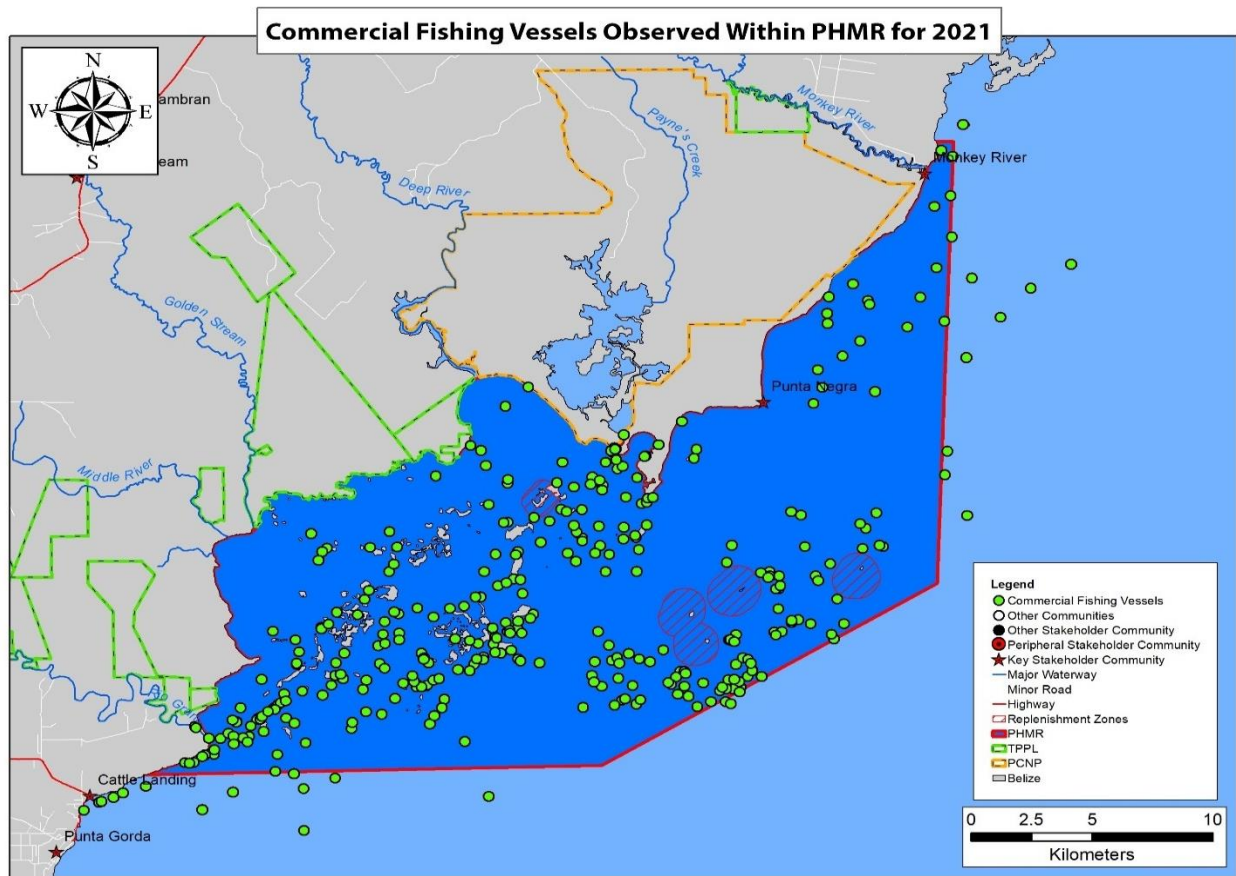 Commercial Fishing Vessels Observed Within PHMR for 2021
N
W
E
S
ambran
eam
Monkey River
Payne's Creek
Monkey River
Deep River
Golden Stream
Punta Negra
Middle River
Cattle Landing
Punta Gorda
Legend
Commercial Fishing Vessels
Other Communities
Other Stakeholder Community
Peripheral Stakeholder Community
Key Stakeholder Community
Major Waterway
Minor Road
Highway
Replenishment Zones
PHMR
TPPL
PCNP
Belize
0 2.5 5 10
Kilometers